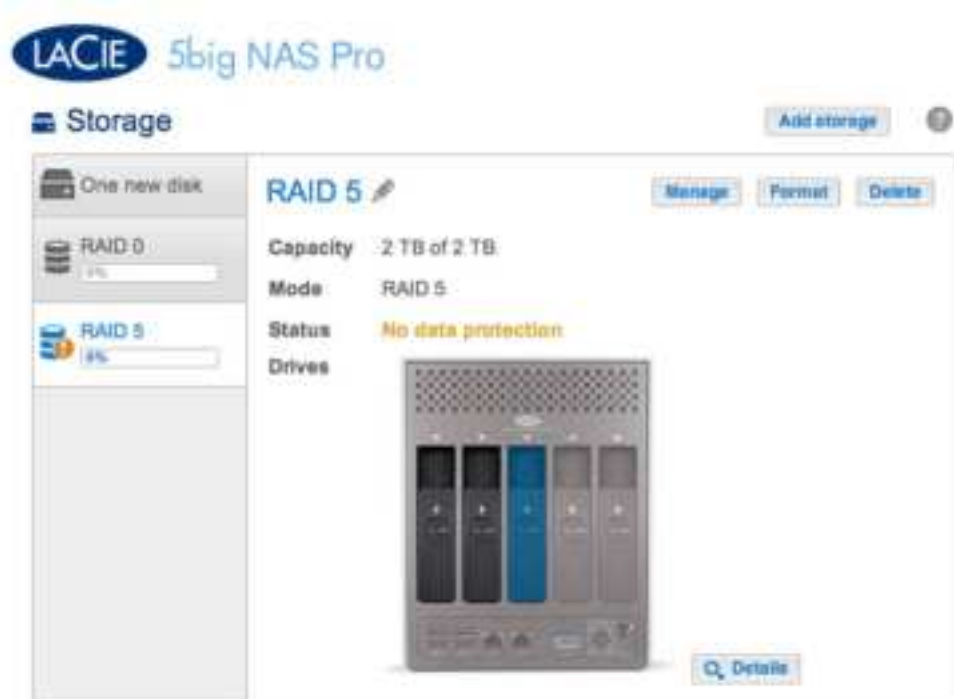 LACIE 5big NAS Pro
Storage
Add storage
?
One new disk
RAID 0
RAID 5
RAID 5
Manage
Format
Delete
Capacity 2 TB of 2 TB
Mode RAID 5
Status No data protection
Drives
LACIE
Details